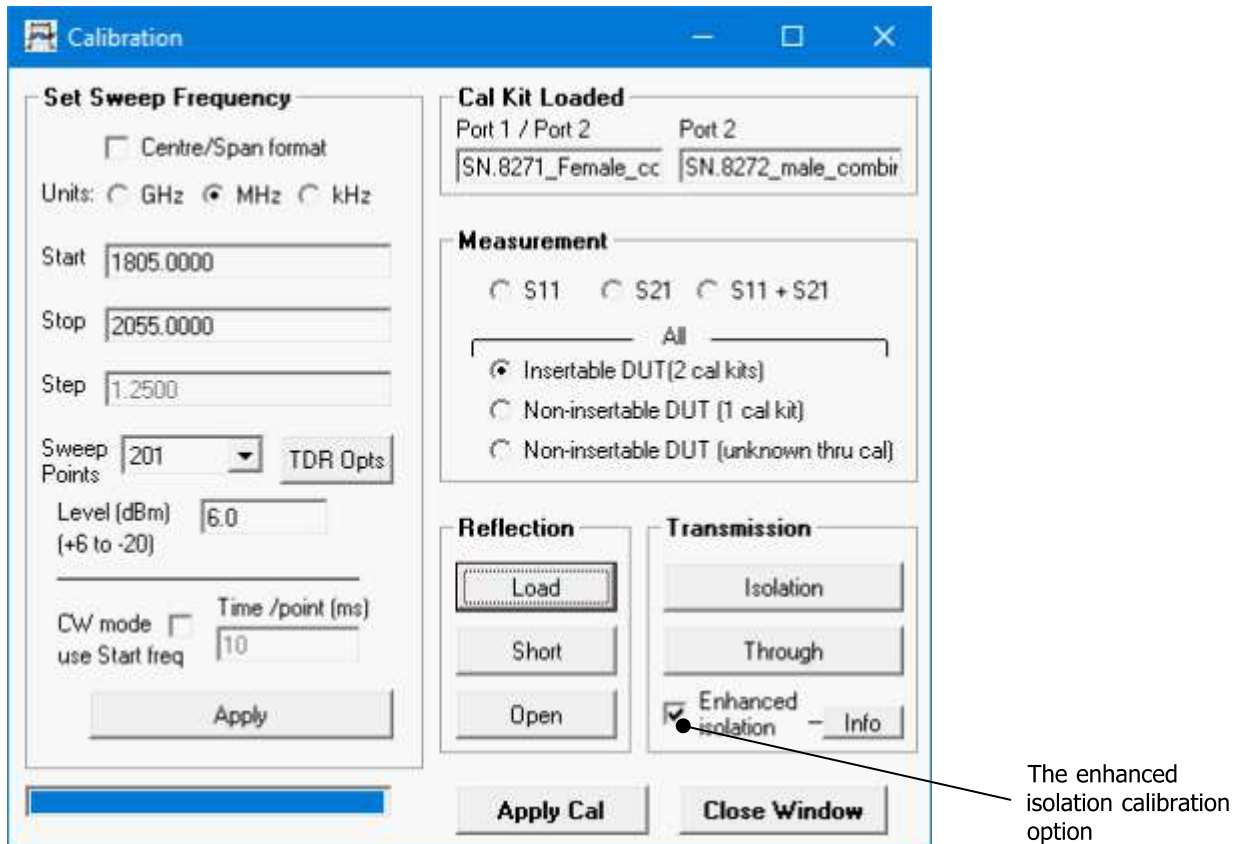 Calibration
Set Sweep Frequency
Centre/Span format
Units: GHz MHz kHz
Start 1805.0000
Stop 2055.0000
Step 1.2500
Sweep Points 201 TDR Opts
Level (dBm) 6.0
(+6 to -20)
CW mode Time /point (ms)
use Start freq 10
Apply
Cal Kit Loaded
Port 1 / Port 2 Port 2
SN.8271_Female_cc SN.8272_male_combir
Measurement
S11 S21 S11 + S21
All
Insertable DUT(2 cal kits)
Non-insertable DUT (1 cal kit)
Non-insertable DUT (unknown thru cal)
Reflection
Load
Short
Open
Transmission
Isolation
Through
Enhanced
isolation – Info
Apply Cal Close Window
The enhanced
isolation calibration
option